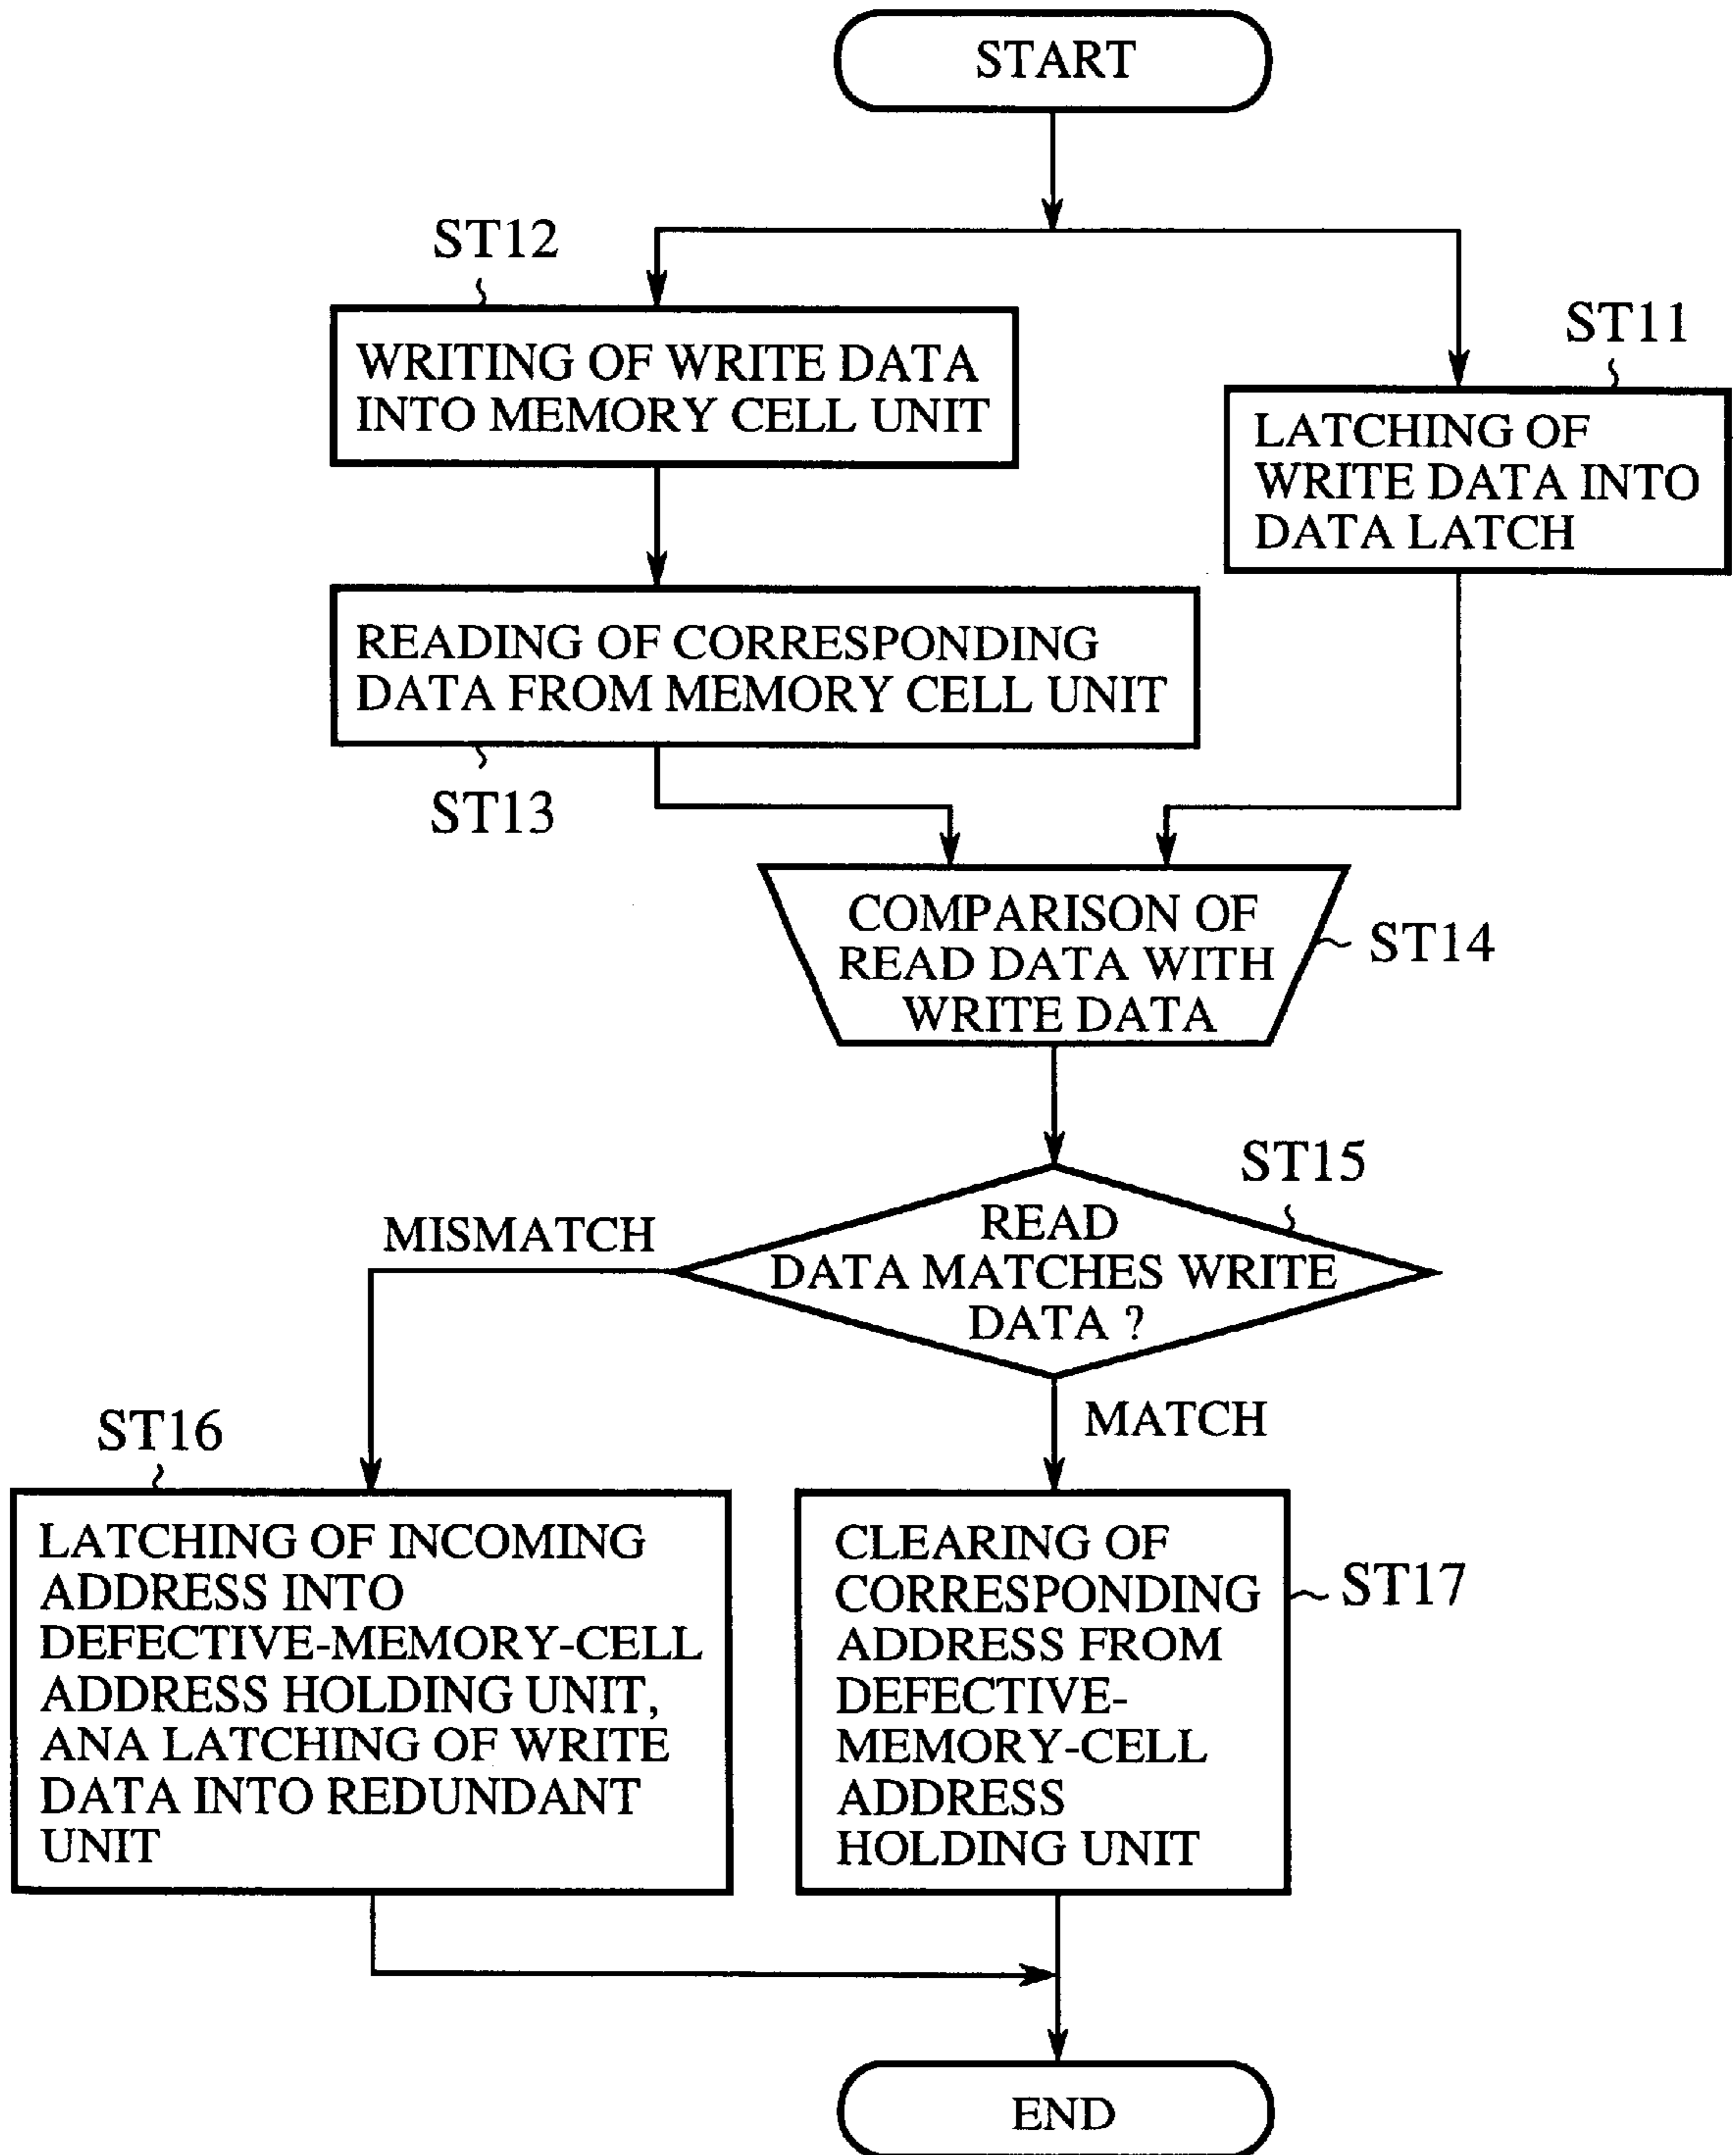 START
ST12
WRITING OF WRITE DATA
INTO MEMORY CELL UNIT
ST11
LATCHING OF
WRITE DATA INTO
DATA LATCH
READING OF CORRESPONDING
DATA FROM MEMORY CELL UNIT
ST13
COMPARISON OF
READ DATA WITH
WRITE DATA
ST14
ST15
READ
DATA MATCHES WRITE
DATA ?
MISMATCH
MATCH
ST16
LATCHING OF INCOMING
ADDRESS INTO
DEFECTIVE-MEMORY-CELL
ADDRESS HOLDING UNIT,
ANA LATCHING OF WRITE
DATA INTO REDUNDANT
UNIT
CLEARING OF
CORRESPONDING
ADDRESS FROM
DEFECTIVE-
MEMORY-CELL
ADDRESS
HOLDING UNIT
ST17
END